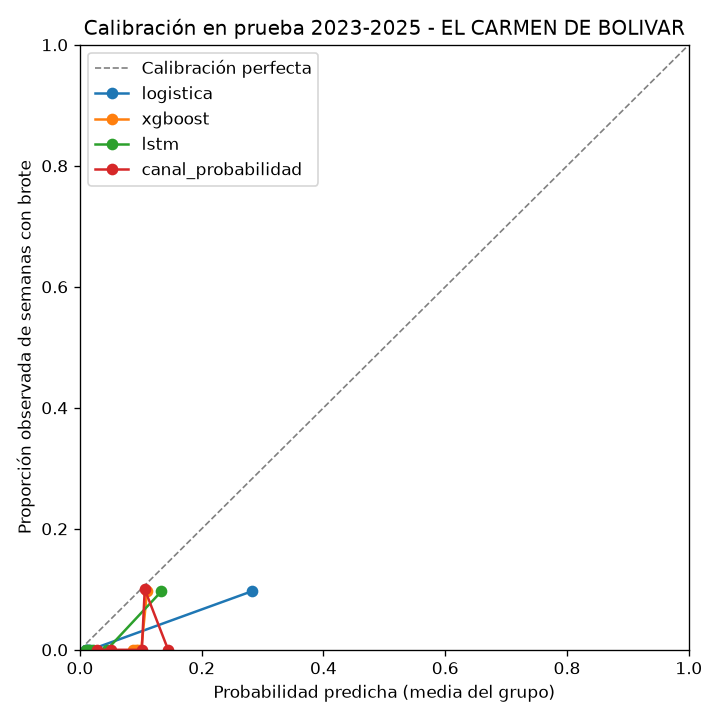 Calibración en prueba 2023-2025 - EL CARMEN DE BOLIVAR
1.0
0.8
0.6
0.4
0.2
0.0
Proporción observada de semanas con brote
Calibración perfecta
logistica
xgboost
lstm
canal_probabilidad
0.0 0.2 0.4 0.6 0.8 1.0
Probabilidad predicha (media del grupo)